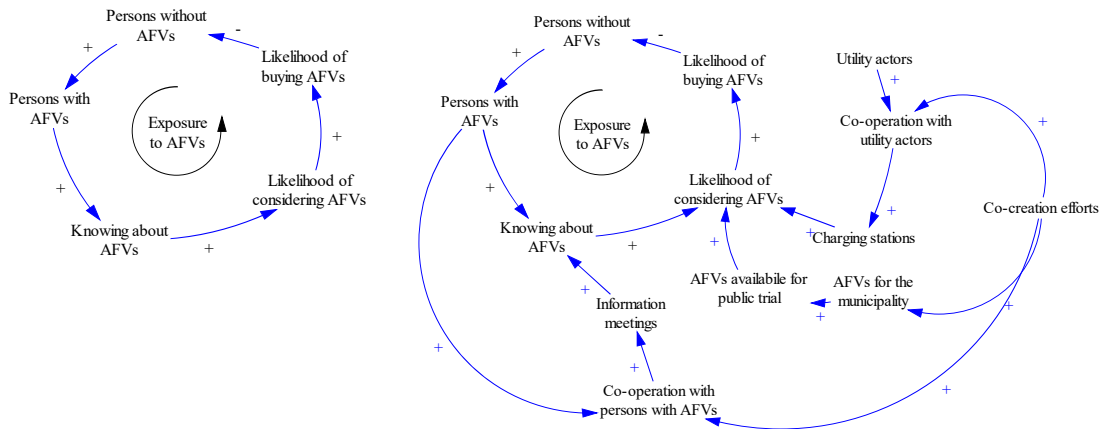 Persons without
AFVs
-
+
Likelihood of
buying AFVs
Persons with
AFVs
Exposure
to AFVs
+
+
Likelihood of
considering AFVs
Knowing about
AFVs
+
Persons without
AFVs
-
+
Likelihood of
buying AFVs
Persons with
AFVs
Exposure
to AFVs
+
+
Likelihood of
considering AFVs
Knowing about
AFVs
+
Utility actors
+
Co-operation with
utility actors
+
Co-creation efforts
+
Charging stations
+
+
AFVs availabile for
public trial
AFVs for the
municipality
+
+
+
Information
meetings
+
+
+
Co-operation with
persons with AFVs